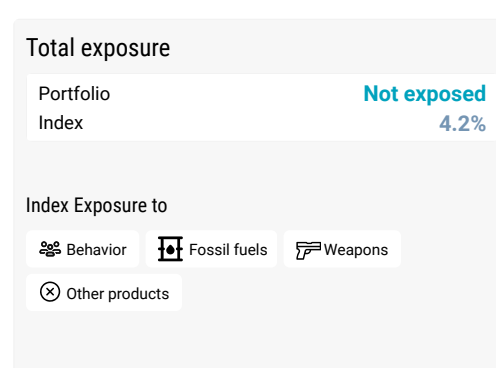 Total exposure
Portfolio Not exposed
Index 4.2%
Index Exposure to
Behavior Fossil fuels Weapons
Other products